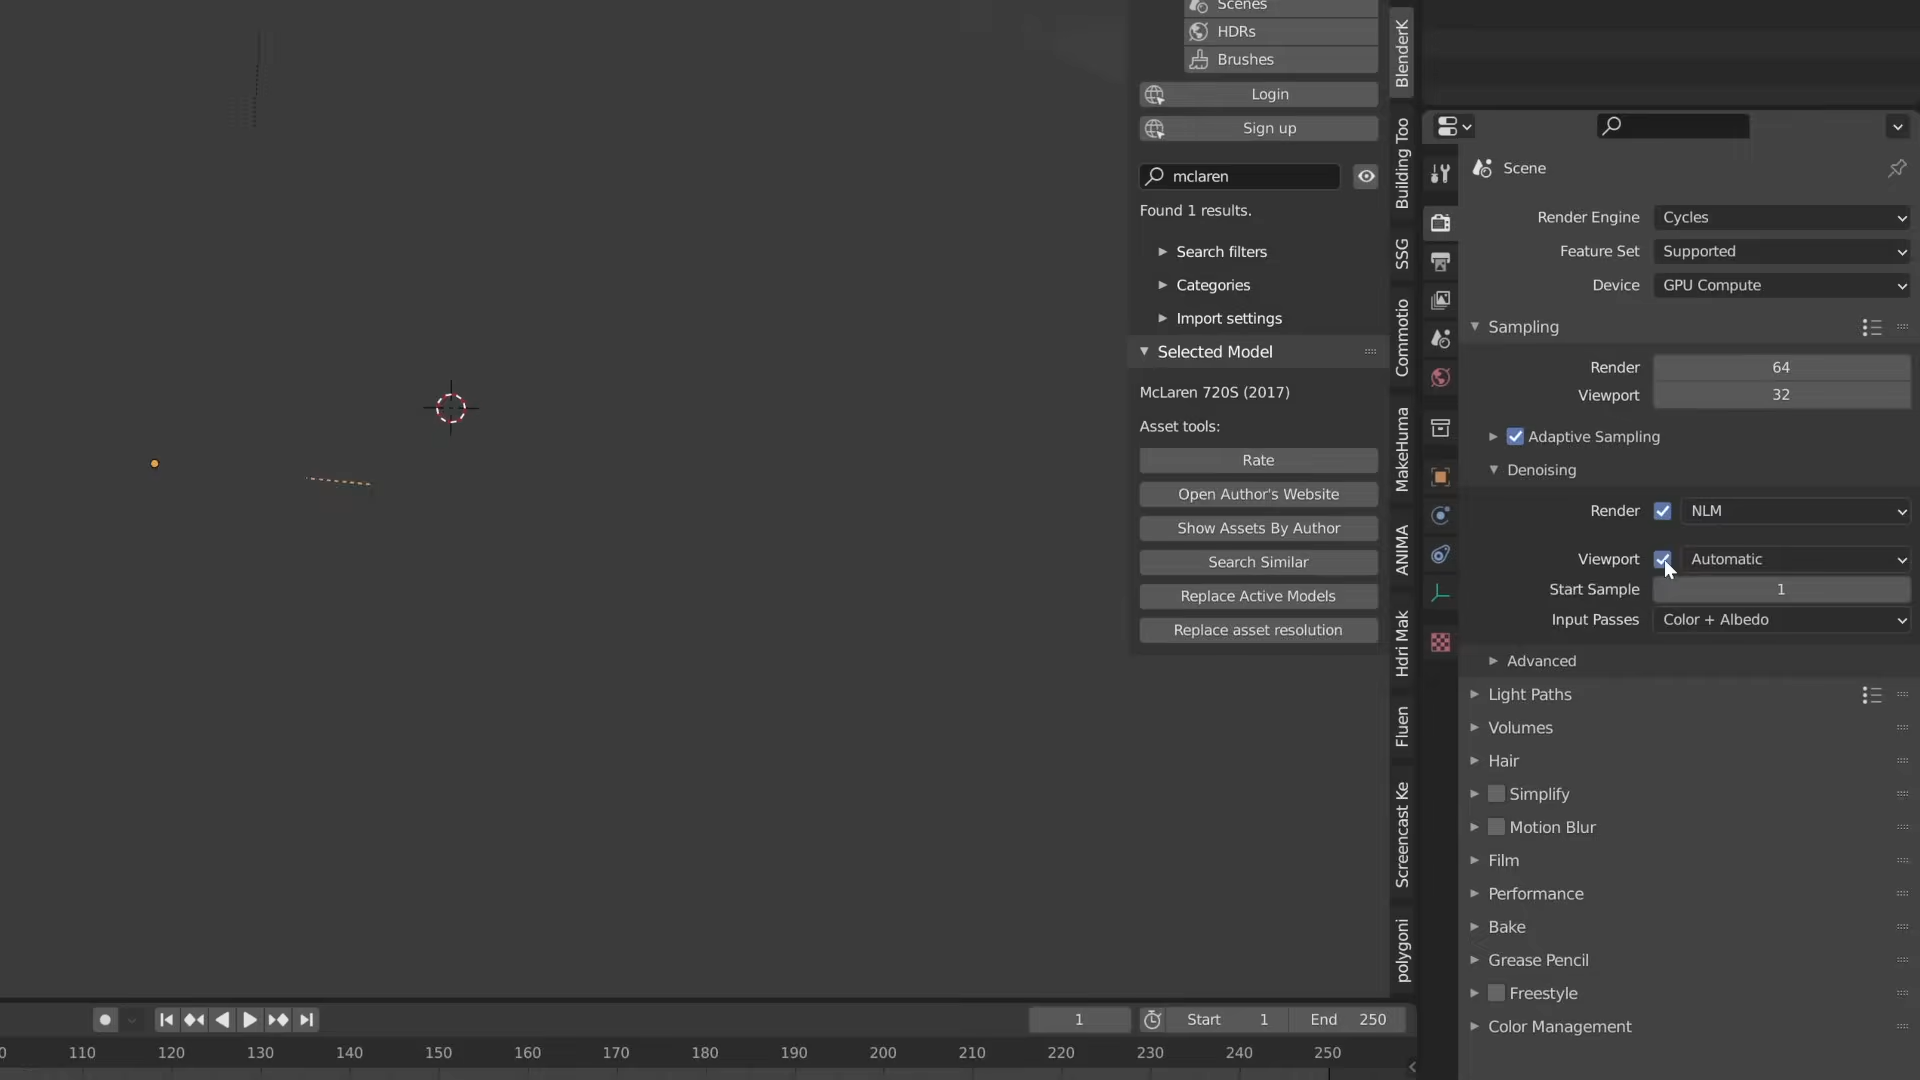 Scenes
HDRs
Brushes
Login
Sign up
mclaren
Found 1 results.
Search filters
Categories
Import settings
Selected Model
McLaren 720S (2017)
Asset tools:
Rate
Open Author's Website
Show Assets By Author
Search Similar
Replace Active Models
Replace asset resolution
BlenderK
Building Too
SSG
Commotio
MakeHuma
ANIMA
Hdri Mak
Fluen
Screencast Ke
polygoni
Scene
Render Engine Cycles
Feature Set Supported
Device GPU Compute
Sampling
Render 64
Viewport 32
Adaptive Sampling
Denoising
Render NLM
Viewport Automatic
Start Sample 1
Input Passes Color + Albedo
Advanced
Light Paths
Volumes
Hair
Simplify
Motion Blur
Film
Performance
Bake
Grease Pencil
Freestyle
Color Management
1 Start 1 End 250
0 110 120 130 140 150 160 170 180 190 200 210 220 230 240 250